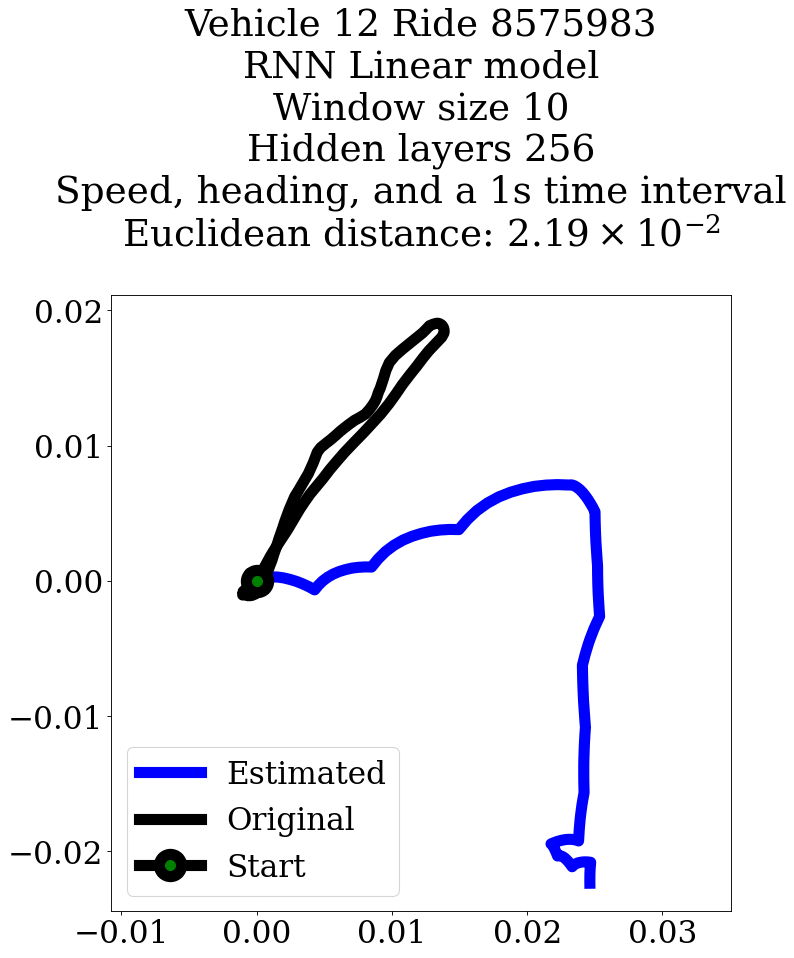 Vehicle 12 Ride 8575983
RNN Linear model
Window size 10
Hidden layers 256
Speed, heading, and a 1s time interval
Euclidean distance: 2.19 × 10⁻²
0.02
0.01
0.00
−0.01
−0.02
Estimated
Original
Start
−0.01 0.00 0.01 0.02 0.03